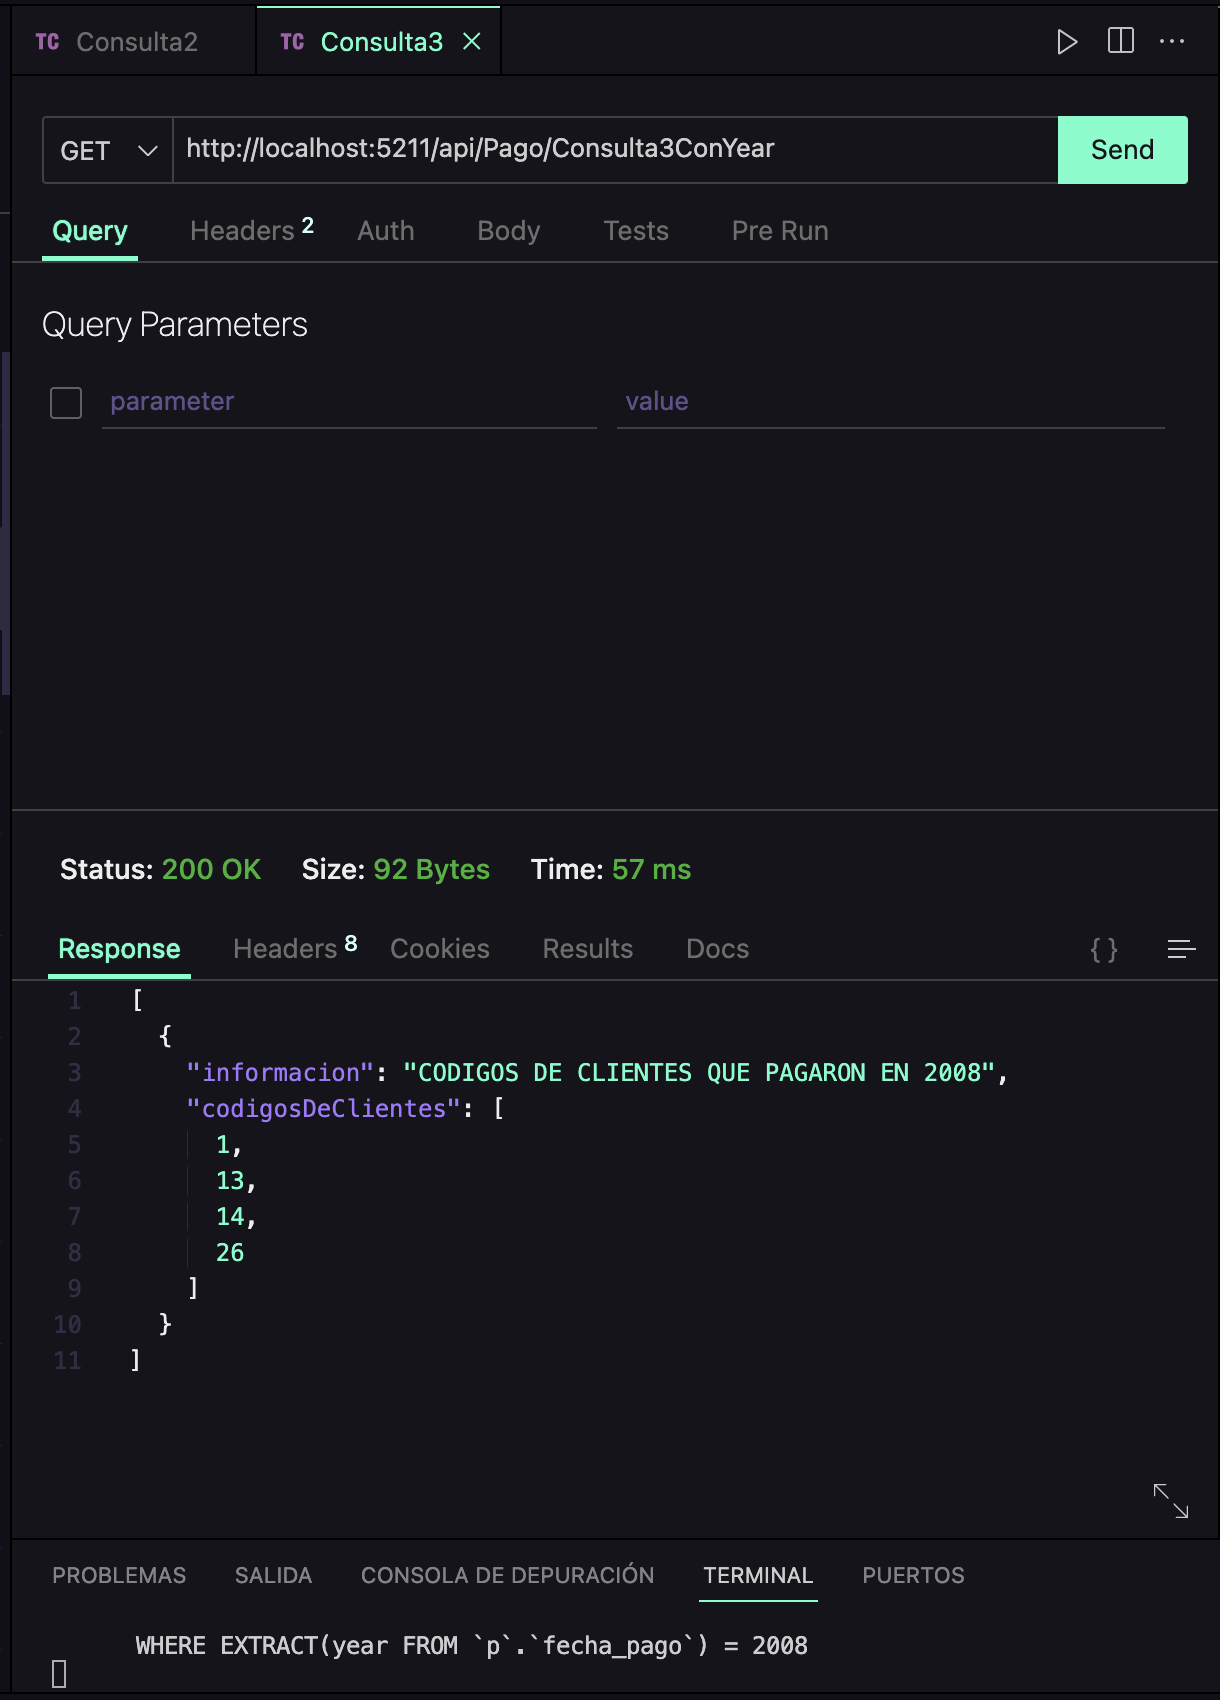 TC Consulta2 TC Consulta3
GET http://localhost:5211/api/Pago/Consulta3ConYear Send
Query Headers 2 Auth Body Tests Pre Run
Query Parameters
parameter value
Status: 200 OK Size: 92 Bytes Time: 57 ms
Response Headers 8 Cookies Results Docs { }
1 [
2 {
3 "informacion": "CODIGOS DE CLIENTES QUE PAGARON EN 2008",
4 "codigosDeClientes": [
5 1,
6 13,
7 14,
8 26
9 ]
10 }
11 ]
PROBLEMAS SALIDA CONSOLA DE DEPURACIÓN TERMINAL PUERTOS
WHERE EXTRACT(year FROM `p`.`fecha_pago`) = 2008